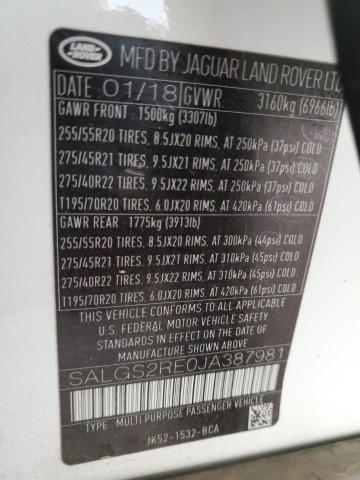 LAND ROVER
MFD BY JAGUAR LAND ROVER LTD
DATE 01/18 GVWR: 3160kg (6966lb)
GAWR FRONT : 1500kg (3307lb)
255/55R20 TIRES, 8.5JX20 RIMS, AT 250kPa (37psi) COLD
275/45R21 TIRES, 9.5JX21 RIMS, AT 250kPa (37psi) COLD
275/40R22 TIRES, 9.5JX22 RIMS, AT 250kPa (37psi) COLD
T195/70R20 TIRES, 6.0JX20 RIMS, AT 420kPa (61psi) COLD
GAWR REAR : 1775kg (3913lb)
255/55R20 TIRES, 8.5JX20 RIMS, AT 300kPa (44psi) COLD
275/45R21 TIRES, 9.5JX21 RIMS, AT 310kPa (45psi) COLD
275/40R22 TIRES, 9.5JX22 RIMS, AT 310kPa (45psi) COLD
T195/70R20 TIRES, 6.0JX20 RIMS, AT 420kPa (61psi) COLD
THIS VEHICLE CONFORMS TO ALL APPLICABLE
FEDERAL MOTOR VEHICLE SAFETY AND
THEFT PREVENTION STANDARDS IN EFFECT ON
THE DATE OF MANUFACTURE SHOWN ABOVE.
SALGS2RE0JA387981
TYPE: MULTI PURPOSE PASSENGER VEHICLE
JK52-1532-BCA